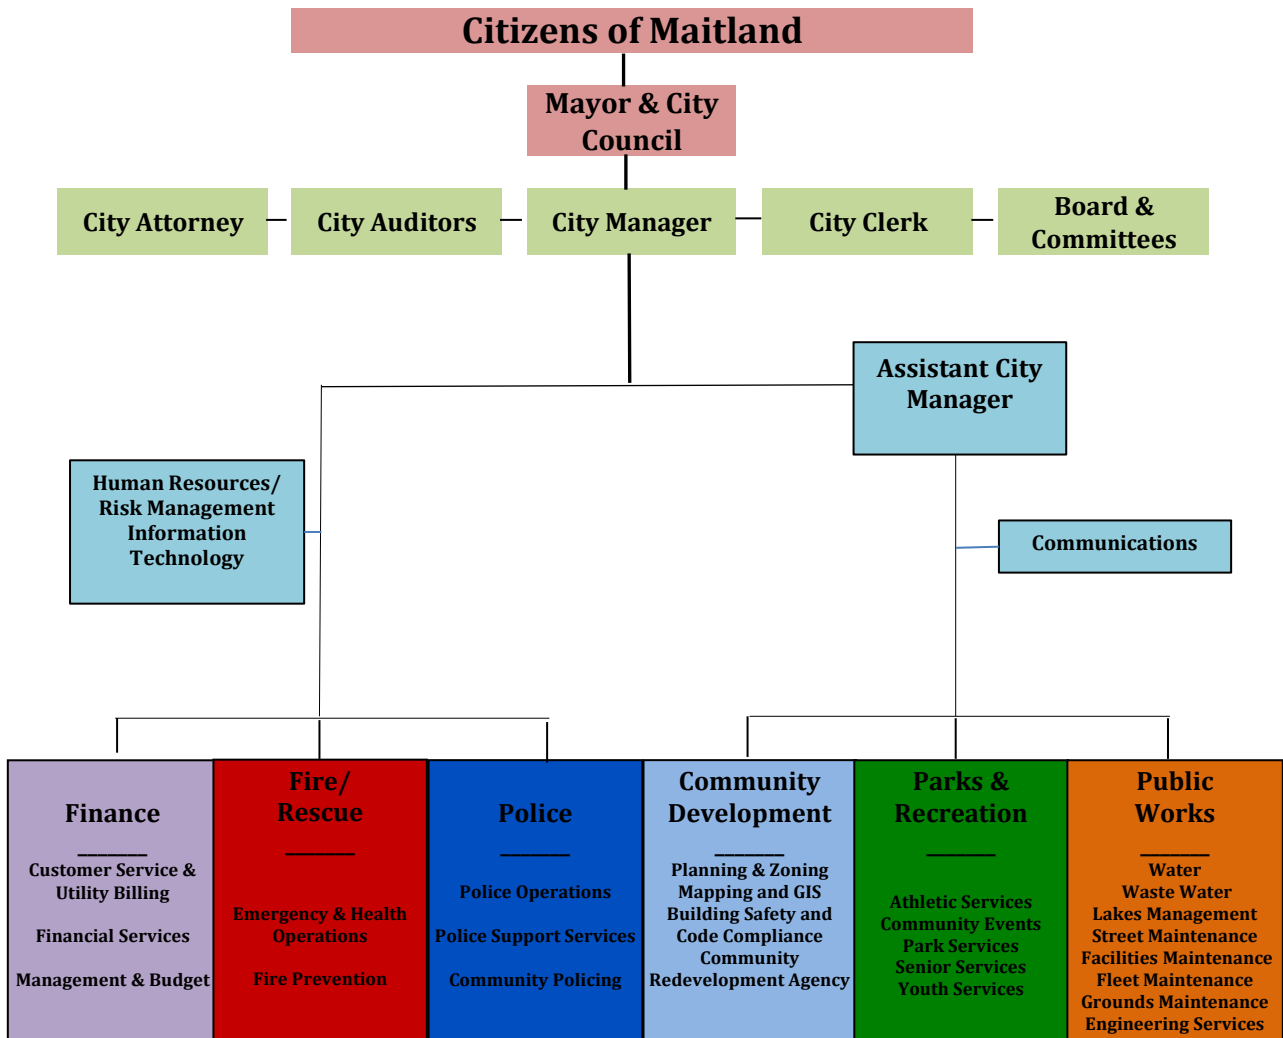 Citizens of Maitland
Mayor & City
Council
City Attorney
City Auditors
City Manager
City Clerk
Board &
Committees
Assistant City
Manager
Human Resources/
Risk Management
Information
Technology
Communications
Finance
Customer Service &
Utility Billing
Financial Services
Management & Budget
Fire/
Rescue
Emergency & Health
Operations
Fire Prevention
Police
Police Operations
Police Support Services
Community Policing
Community
Development
Planning & Zoning
Mapping and GIS
Building Safety and
Code Compliance
Community
Redevelopment Agency
Parks &
Recreation
Athletic Services
Community Events
Park Services
Senior Services
Youth Services
Public
Works
Water
Waste Water
Lakes Management
Street Maintenance
Facilities Maintenance
Fleet Maintenance
Grounds Maintenance
Engineering Services